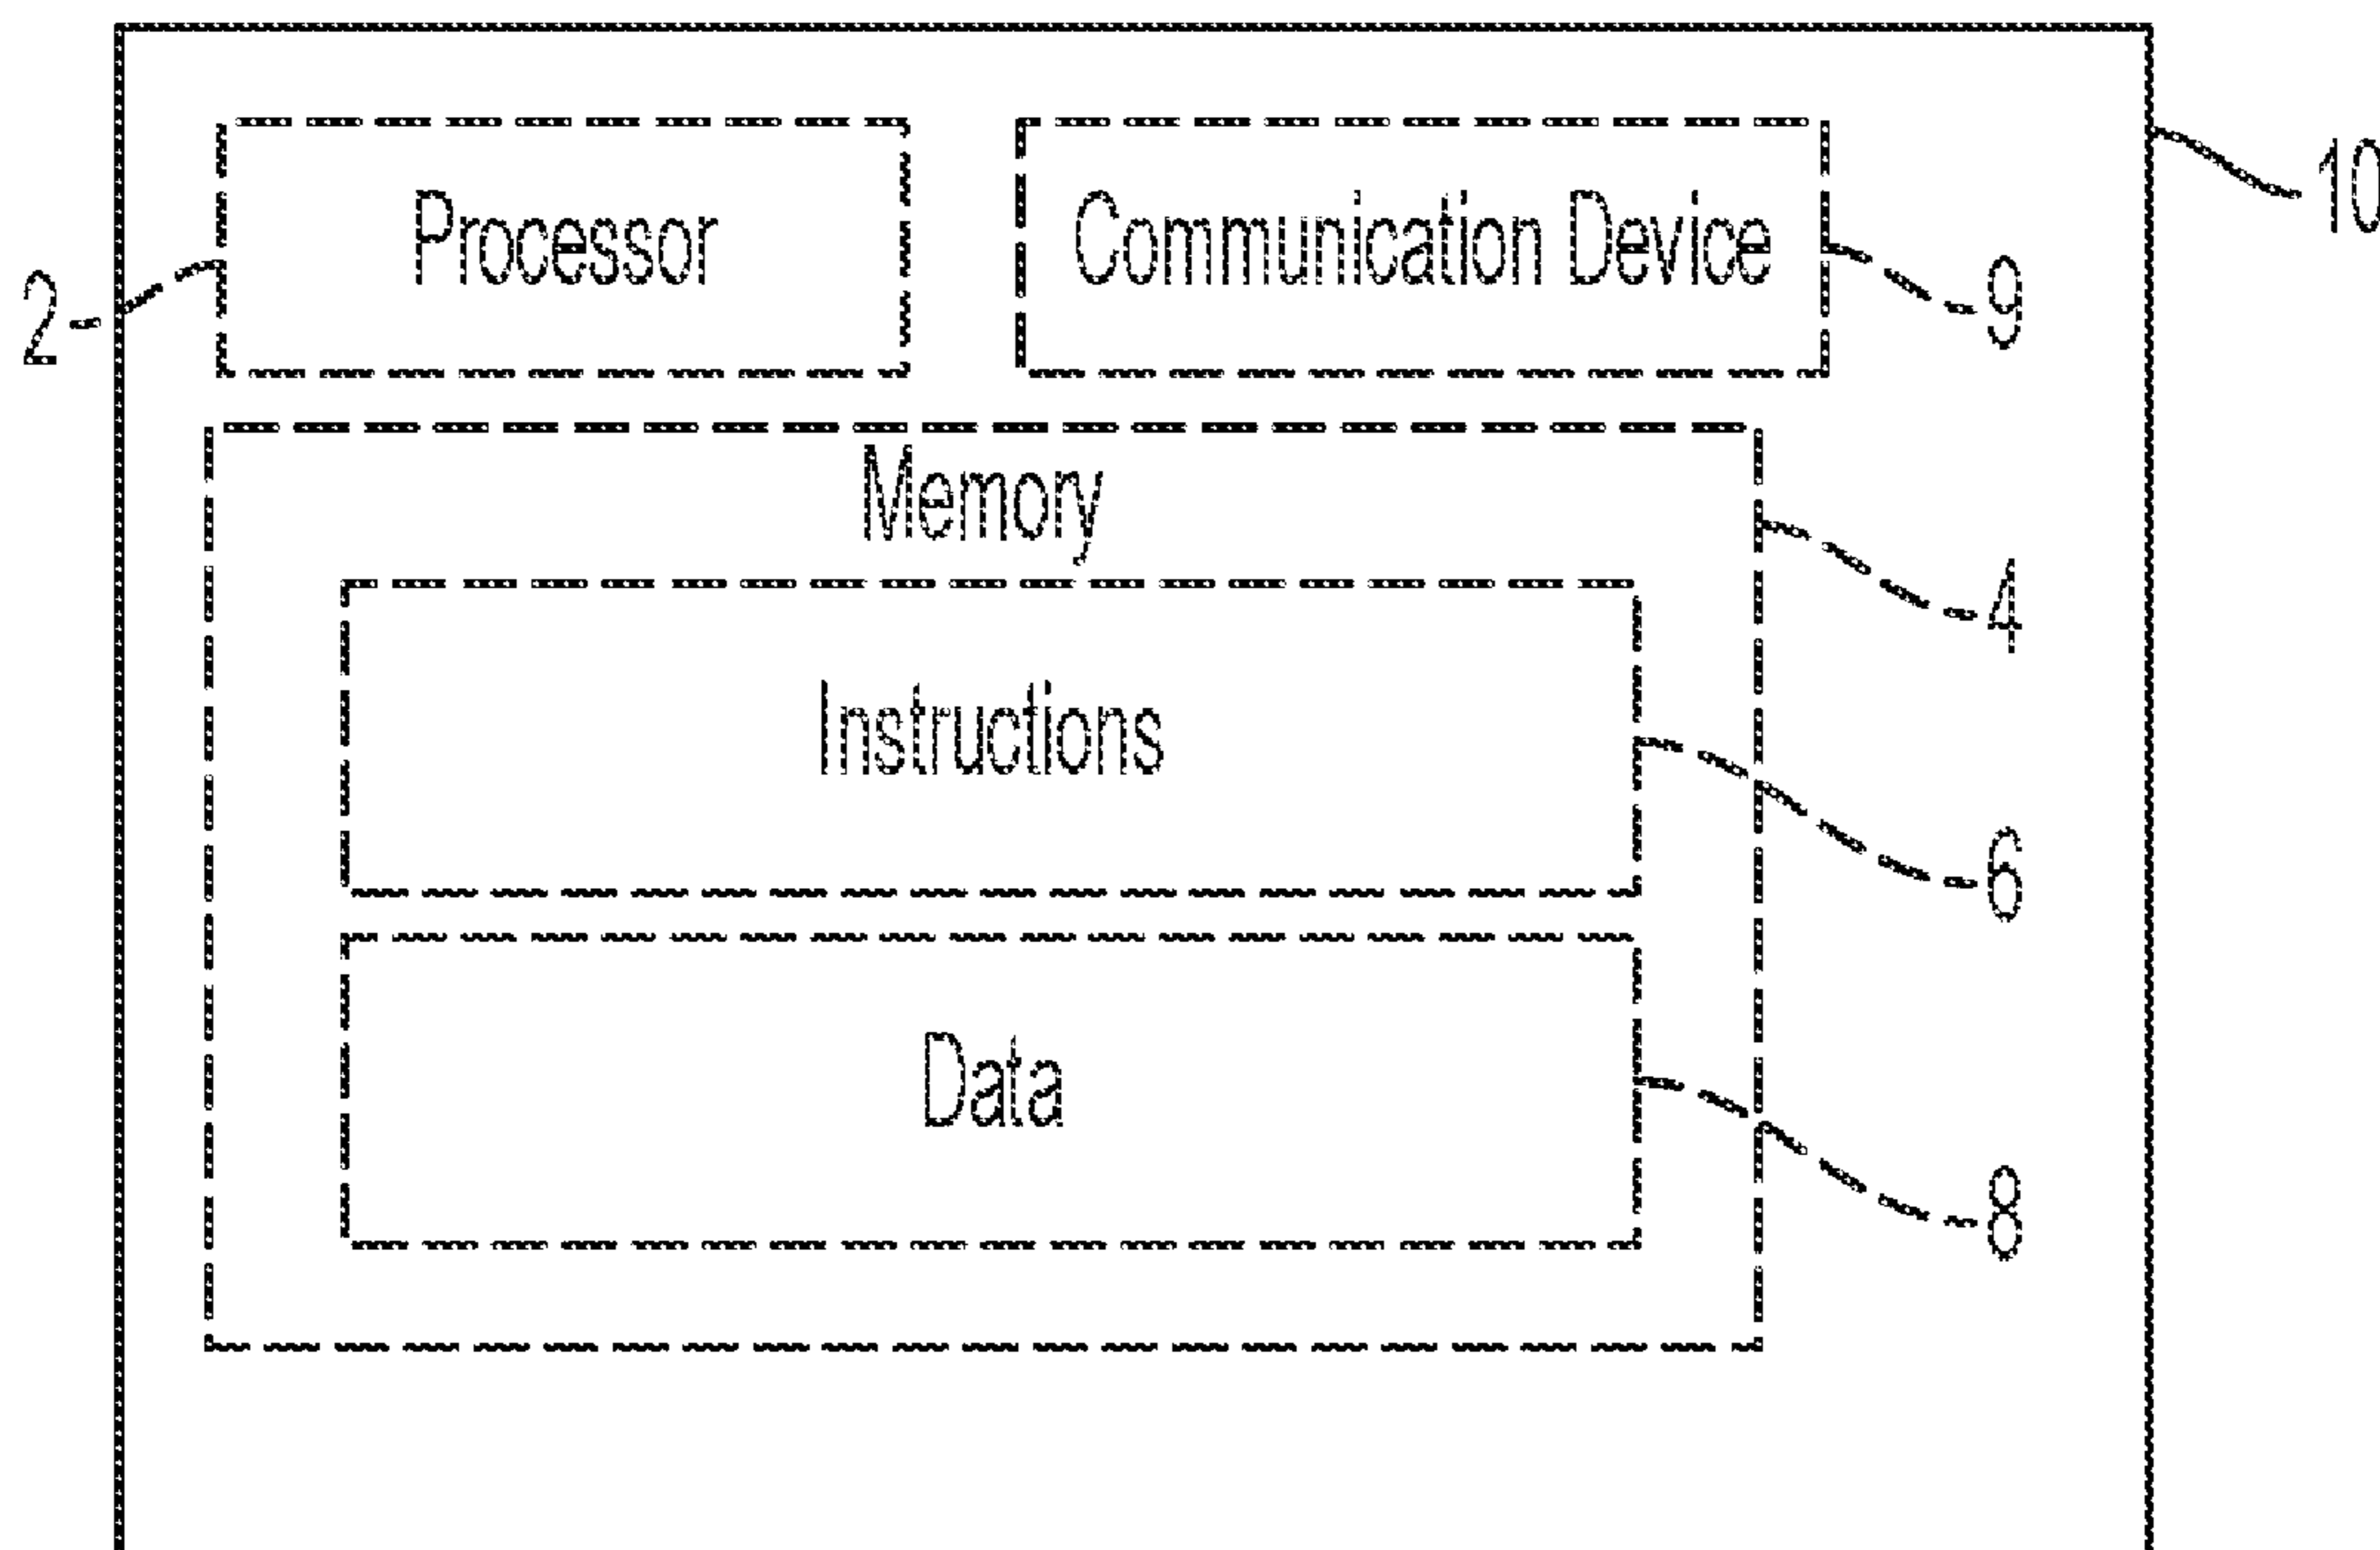 Processor
Communication Device
10
2
9
Memory
4
Instructions
6
Data
8